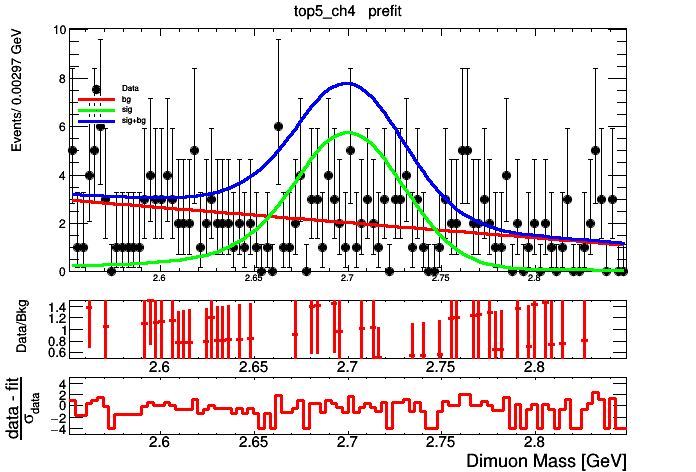 top5_ch4 prefit
Events/ 0.00297 GeV
10
8
6
4
2
0
Data
bg
sig
sig+bg
2.6 2.65 2.7 2.75 2.8
Data/Bkg
1.4
1.2
1
0.8
0.6
2.6 2.65 2.7 2.75 2.8
data - fit
σdata
4
2
0
−2
−4
2.6 2.65 2.7 2.75 2.8
Dimuon Mass [GeV]